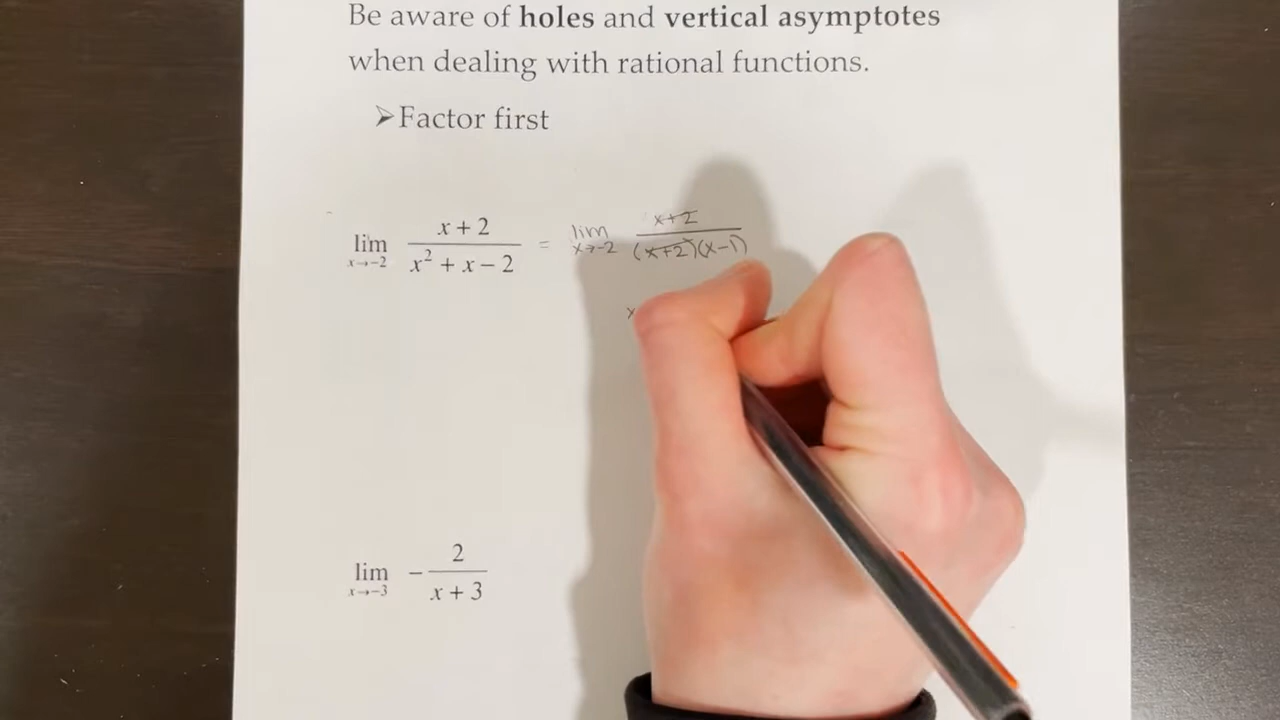 Be aware of holes and vertical asymptotes
when dealing with rational functions.
➢Factor first
lim x→-2 (x + 2)/(x² + x − 2) = lim x→-2 (x+2)/((x+2)(x-1))
x
lim x→-3 − 2/(x + 3)